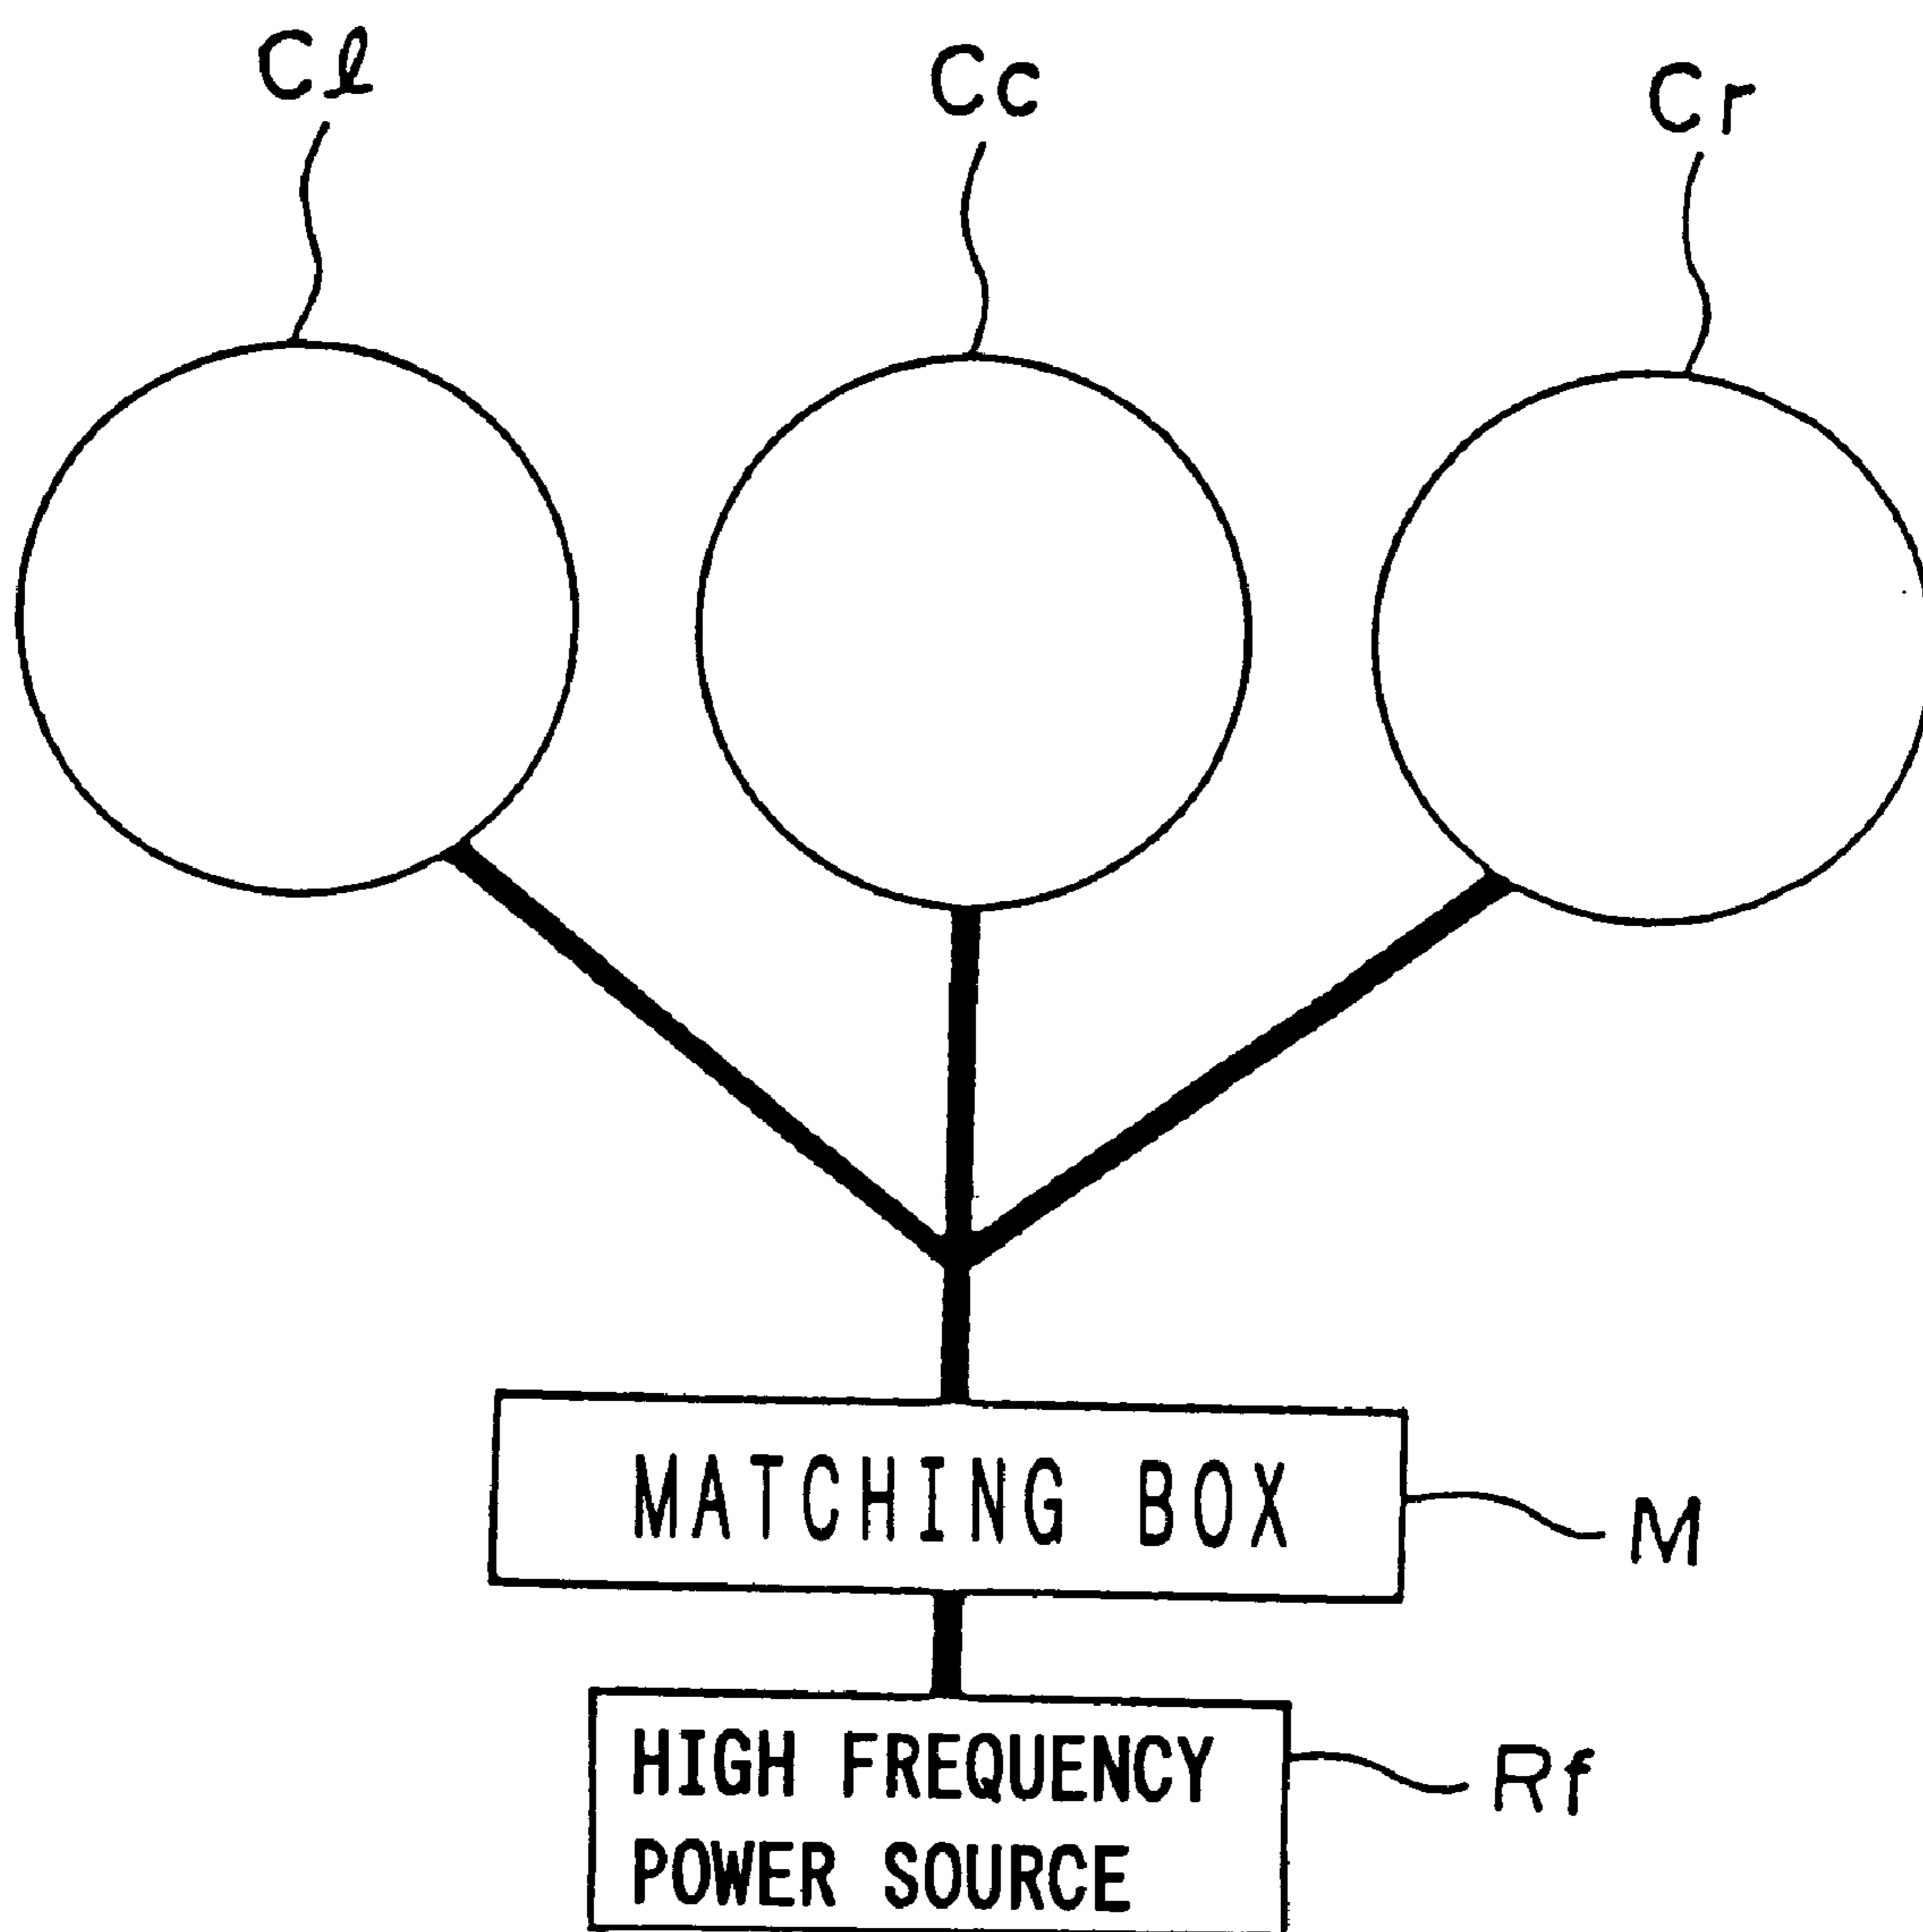 Cl
Cc
Cr
MATCHING BOX
M
HIGH FREQUENCY
POWER SOURCE
Rf